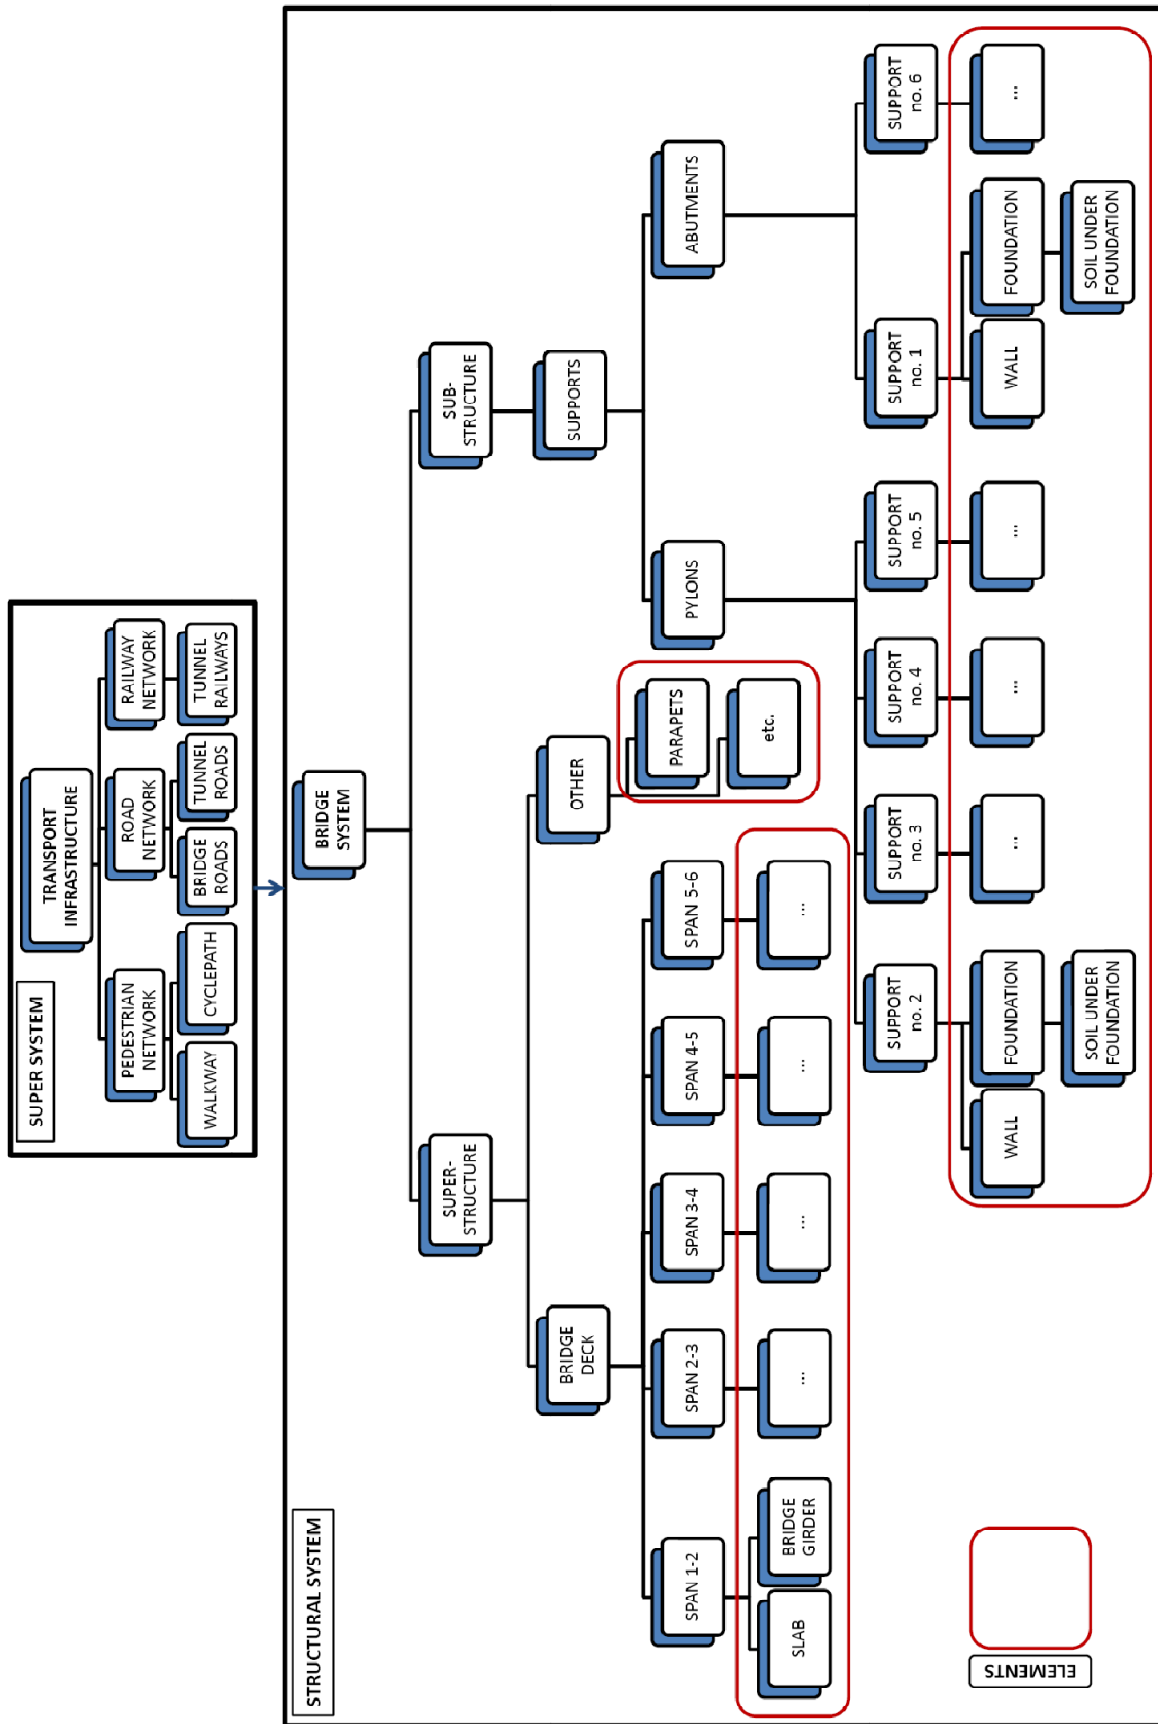 SUPER SYSTEM
TRANSPORT
INFRASTRUCTURE
PEDESTRIAN
NETWORK
ROAD
NETWORK
RAILWAY
NETWORK
WALKWAY
CYCLEPATH
BRIDGE
ROADS
TUNNEL
ROADS
TUNNEL
RAILWAYS
STRUCTURAL SYSTEM
BRIDGE
SYSTEM
SUPER-
STRUCTURE
SUB-
STRUCTURE
BRIDGE
DECK
OTHER
SUPPORTS
SPAN 1-2
SPAN 2-3
SPAN 3-4
SPAN 4-5
SPAN 5-6
PARAPETS
PYLONS
ABUTMENTS
SLAB
BRIDGE
GIRDER
...
...
...
...
etc.
SUPPORT
no. 2
SUPPORT
no. 3
SUPPORT
no. 4
SUPPORT
no. 5
SUPPORT
no. 1
SUPPORT
no. 6
WALL
FOUNDATION
...
...
...
WALL
FOUNDATION
...
SOIL UNDER
FOUNDATION
SOIL UNDER
FOUNDATION
ELEMENTS